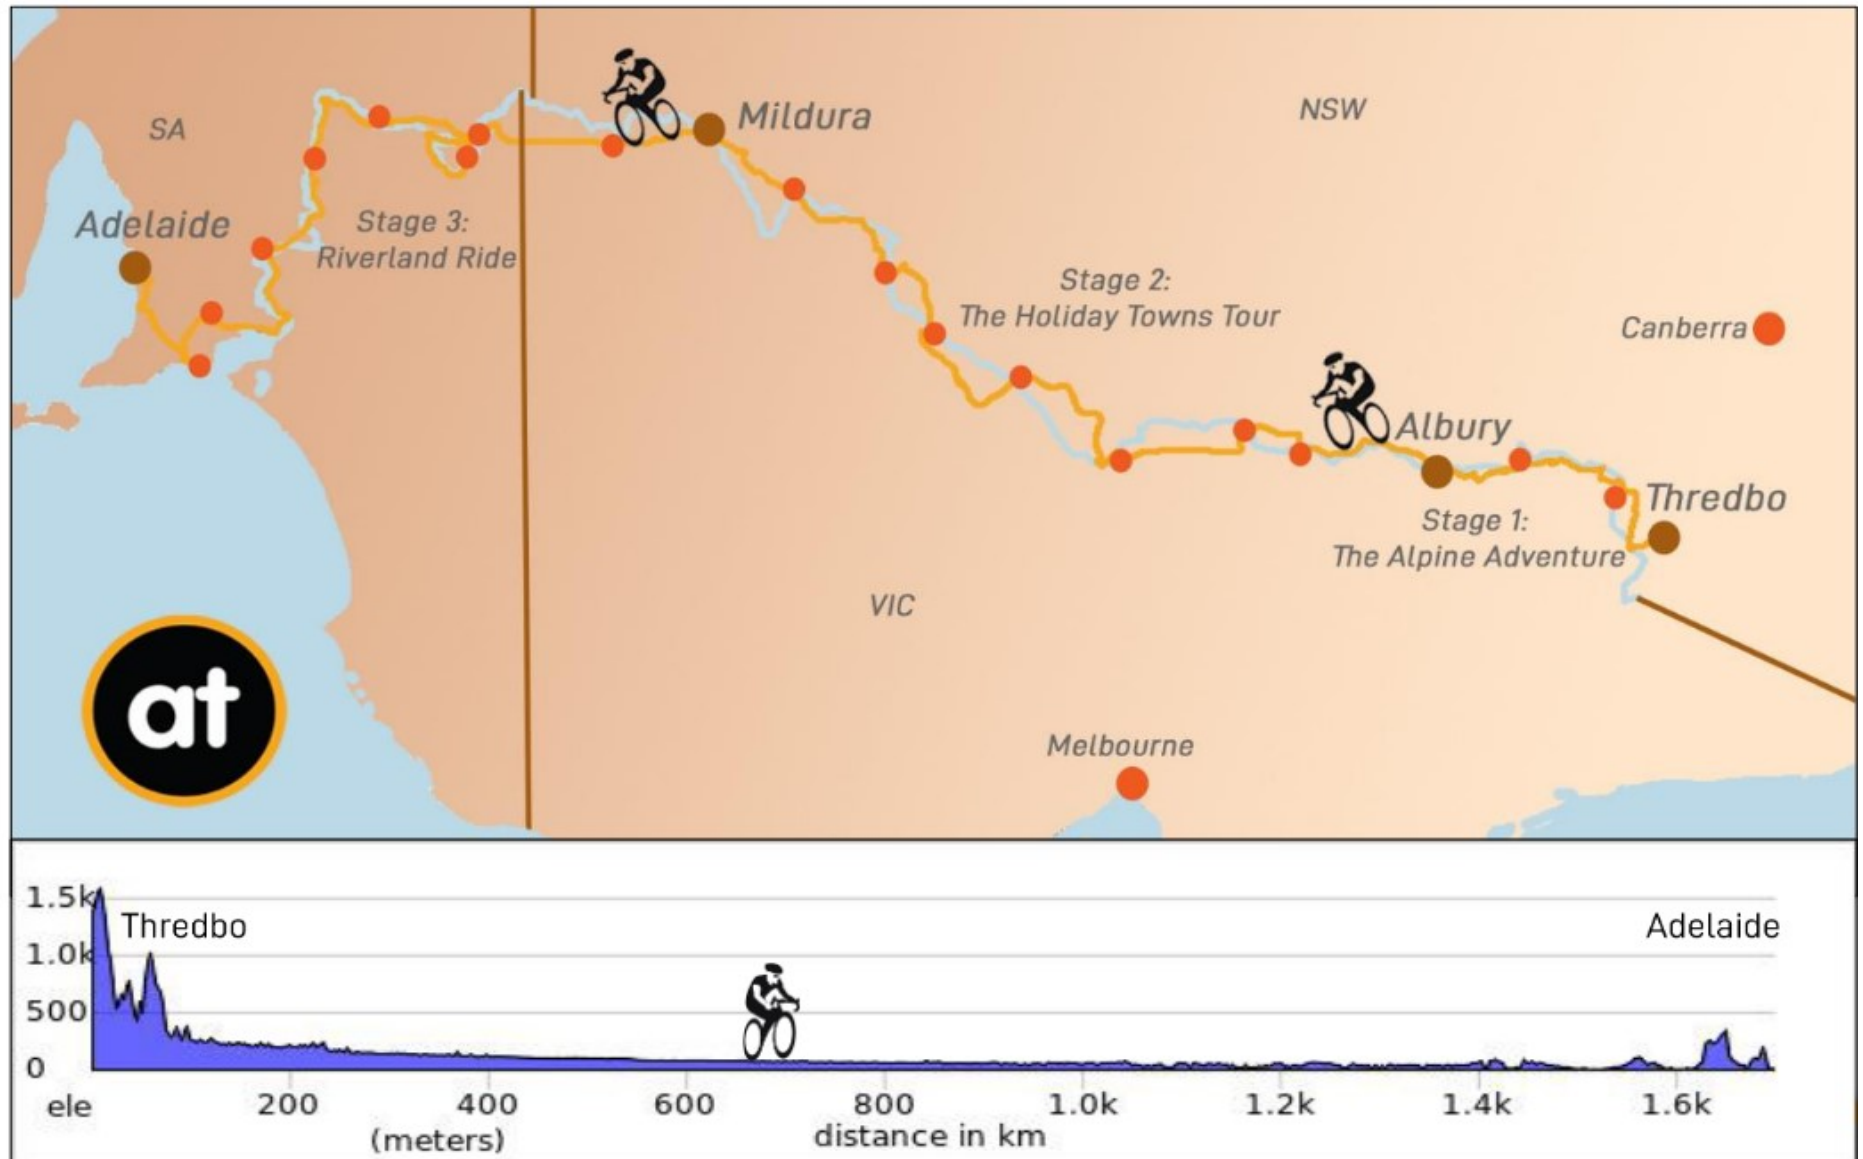 SA
Mildura
NSW
Adelaide
Stage 3:
Riverland Ride
Stage 2:
The Holiday Towns Tour
Canberra
Albury
Thredbo
Stage 1:
The Alpine Adventure
VIC
at
Melbourne
1.5k
Thredbo
Adelaide
1.0k
500
0
ele 200 400 600 800 1.0k 1.2k 1.4k 1.6k
(meters) distance in km